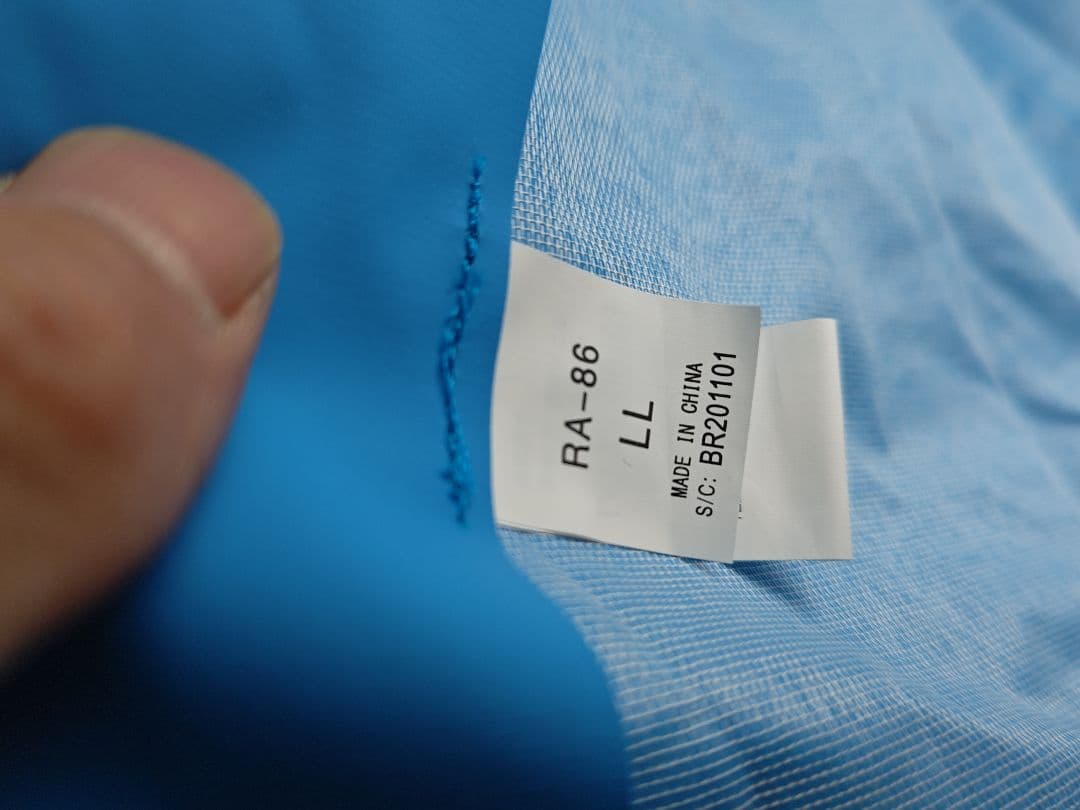 RA-86
LL
MADE IN CHINA
S/C: BR201101